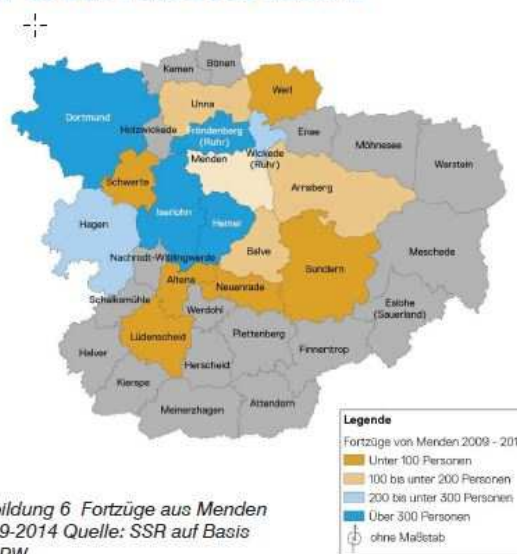 Kamen
Bönen
Unna
Werl
Dortmund
Holzwickede
Fröndenberg
(Ruhr)
Ense
Möhnesee
Menden
Wickede
(Ruhr)
Warstein
Schwerte
Arnsberg
Iserlohn
Hemer
Hagen
Balve
Meschede
Nachrodt-Wiblingwerde
Sundern
Altena
Neuenrade
Schalksmühle
Werdohl
Eslohe
(Sauerland)
Lüdenscheid
Plettenberg
Finnentrop
Halver
Herscheid
Kierspe
Meinerzhagen
Attendorn
Legende
Fortzüge von Menden 2009 - 201
Unter 100 Personen
100 bis unter 200 Personen
200 bis unter 300 Personen
Über 300 Personen
ohne Maßstab
bildung 6 Fortzüge aus Menden
9-2014 Quelle: SSR auf Basis